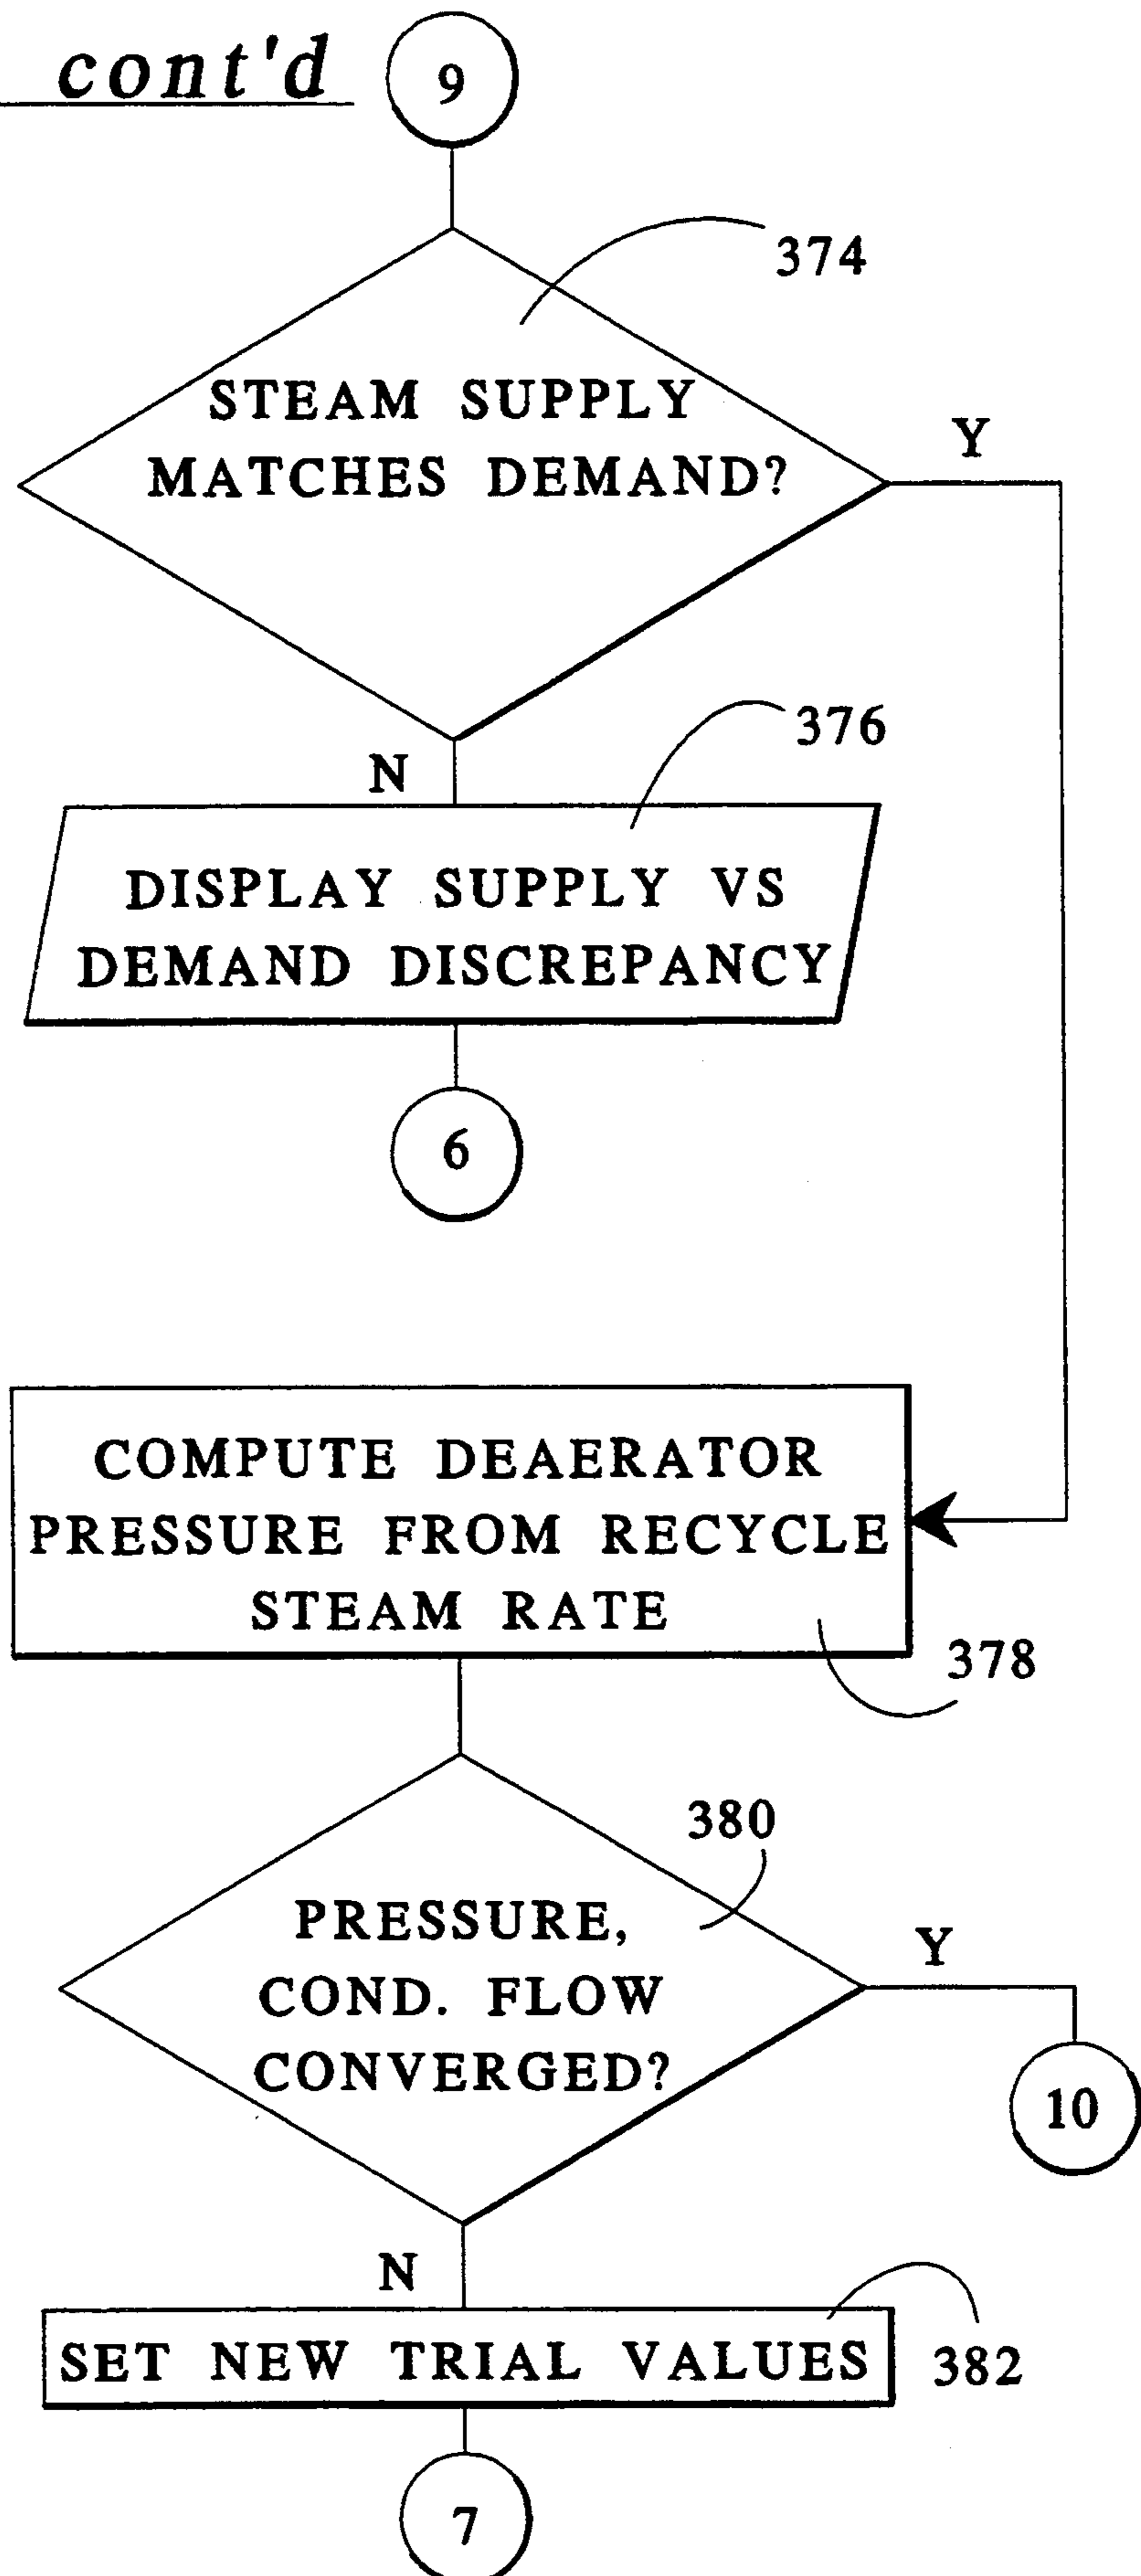 cont'd
9
374
STEAM SUPPLY
MATCHES DEMAND?
Y
N
376
DISPLAY SUPPLY VS
DEMAND DISCREPANCY
6
COMPUTE DEAERATOR
PRESSURE FROM RECYCLE
STEAM RATE
378
380
PRESSURE,
COND. FLOW
CONVERGED?
Y
10
N
SET NEW TRIAL VALUES
382
7